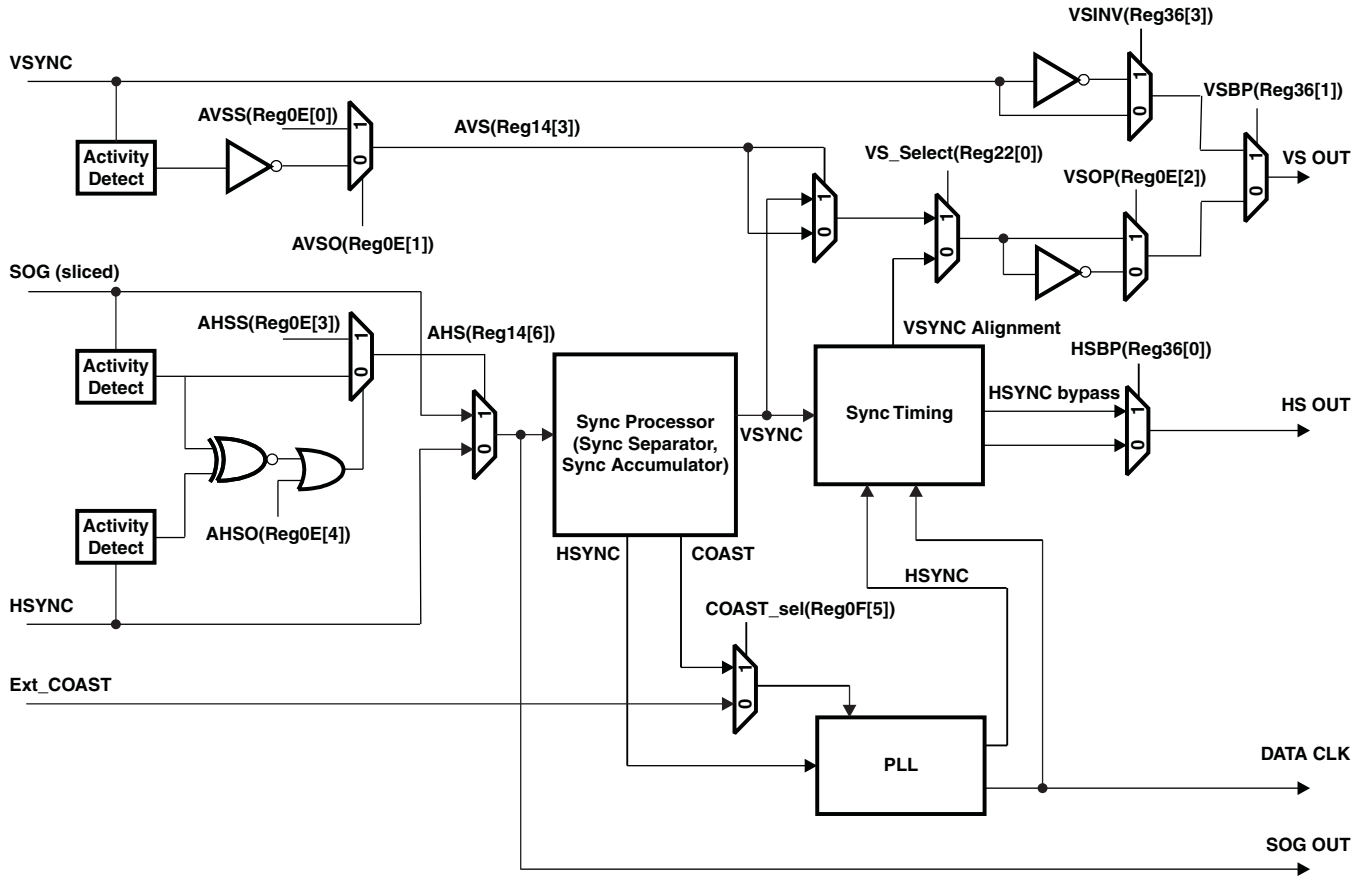 VSINV(Reg36[3])
VSYNC
1
0
VSBP(Reg36[1])
AVSS(Reg0E[0])
1
0
AVS(Reg14[3])
Activity
Detect
VS_Select(Reg22[0])
1
0
VS OUT
VSOP(Reg0E[2])
1
0
1
0
1
0
AVSO(Reg0E[1])
SOG (sliced)
AHSS(Reg0E[3])
1
0
AHS(Reg14[6])
VSYNC Alignment
HSBP(Reg36[0])
Activity
Detect
1
0
Sync Processor
(Sync Separator,
Sync Accumulator)
VSYNC
Sync Timing
HSYNC bypass
1
0
HS OUT
Activity
Detect
AHSO(Reg0E[4])
HSYNC
COAST
HSYNC
HSYNC
COAST_sel(Reg0F[5])
1
0
Ext_COAST
PLL
DATA CLK
SOG OUT